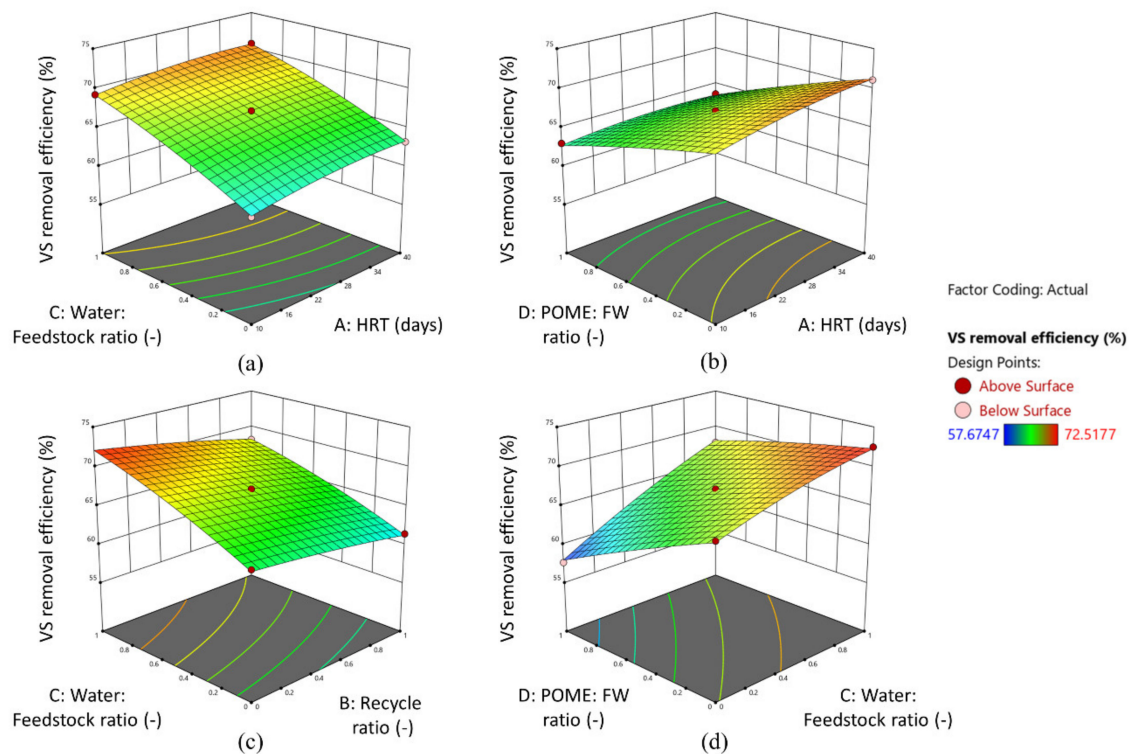 VS removal efficiency (%)
75
70
65
60
55
1
0.8
0.6
0.4
0.2
0
10
16
22
28
34
40
C: Water:
Feedstock ratio (-)
A: HRT (days)
(a)
VS removal efficiency (%)
75
70
65
60
55
1
0.8
0.6
0.4
0.2
0
10
16
22
28
34
40
D: POME: FW
ratio (-)
A: HRT (days)
(b)
VS removal efficiency (%)
75
70
65
60
55
1
0.8
0.6
0.4
0.2
0
0
0.2
0.4
0.6
0.8
1
C: Water:
Feedstock ratio (-)
B: Recycle
ratio (-)
(c)
VS removal efficiency (%)
75
70
65
60
55
1
0.8
0.6
0.4
0.2
0
0
0.2
0.4
0.6
0.8
1
D: POME: FW
ratio (-)
C: Water:
Feedstock ratio (-)
(d)
Factor Coding: Actual
VS removal efficiency (%)
Design Points:
Above Surface
Below Surface
57.6747 72.5177